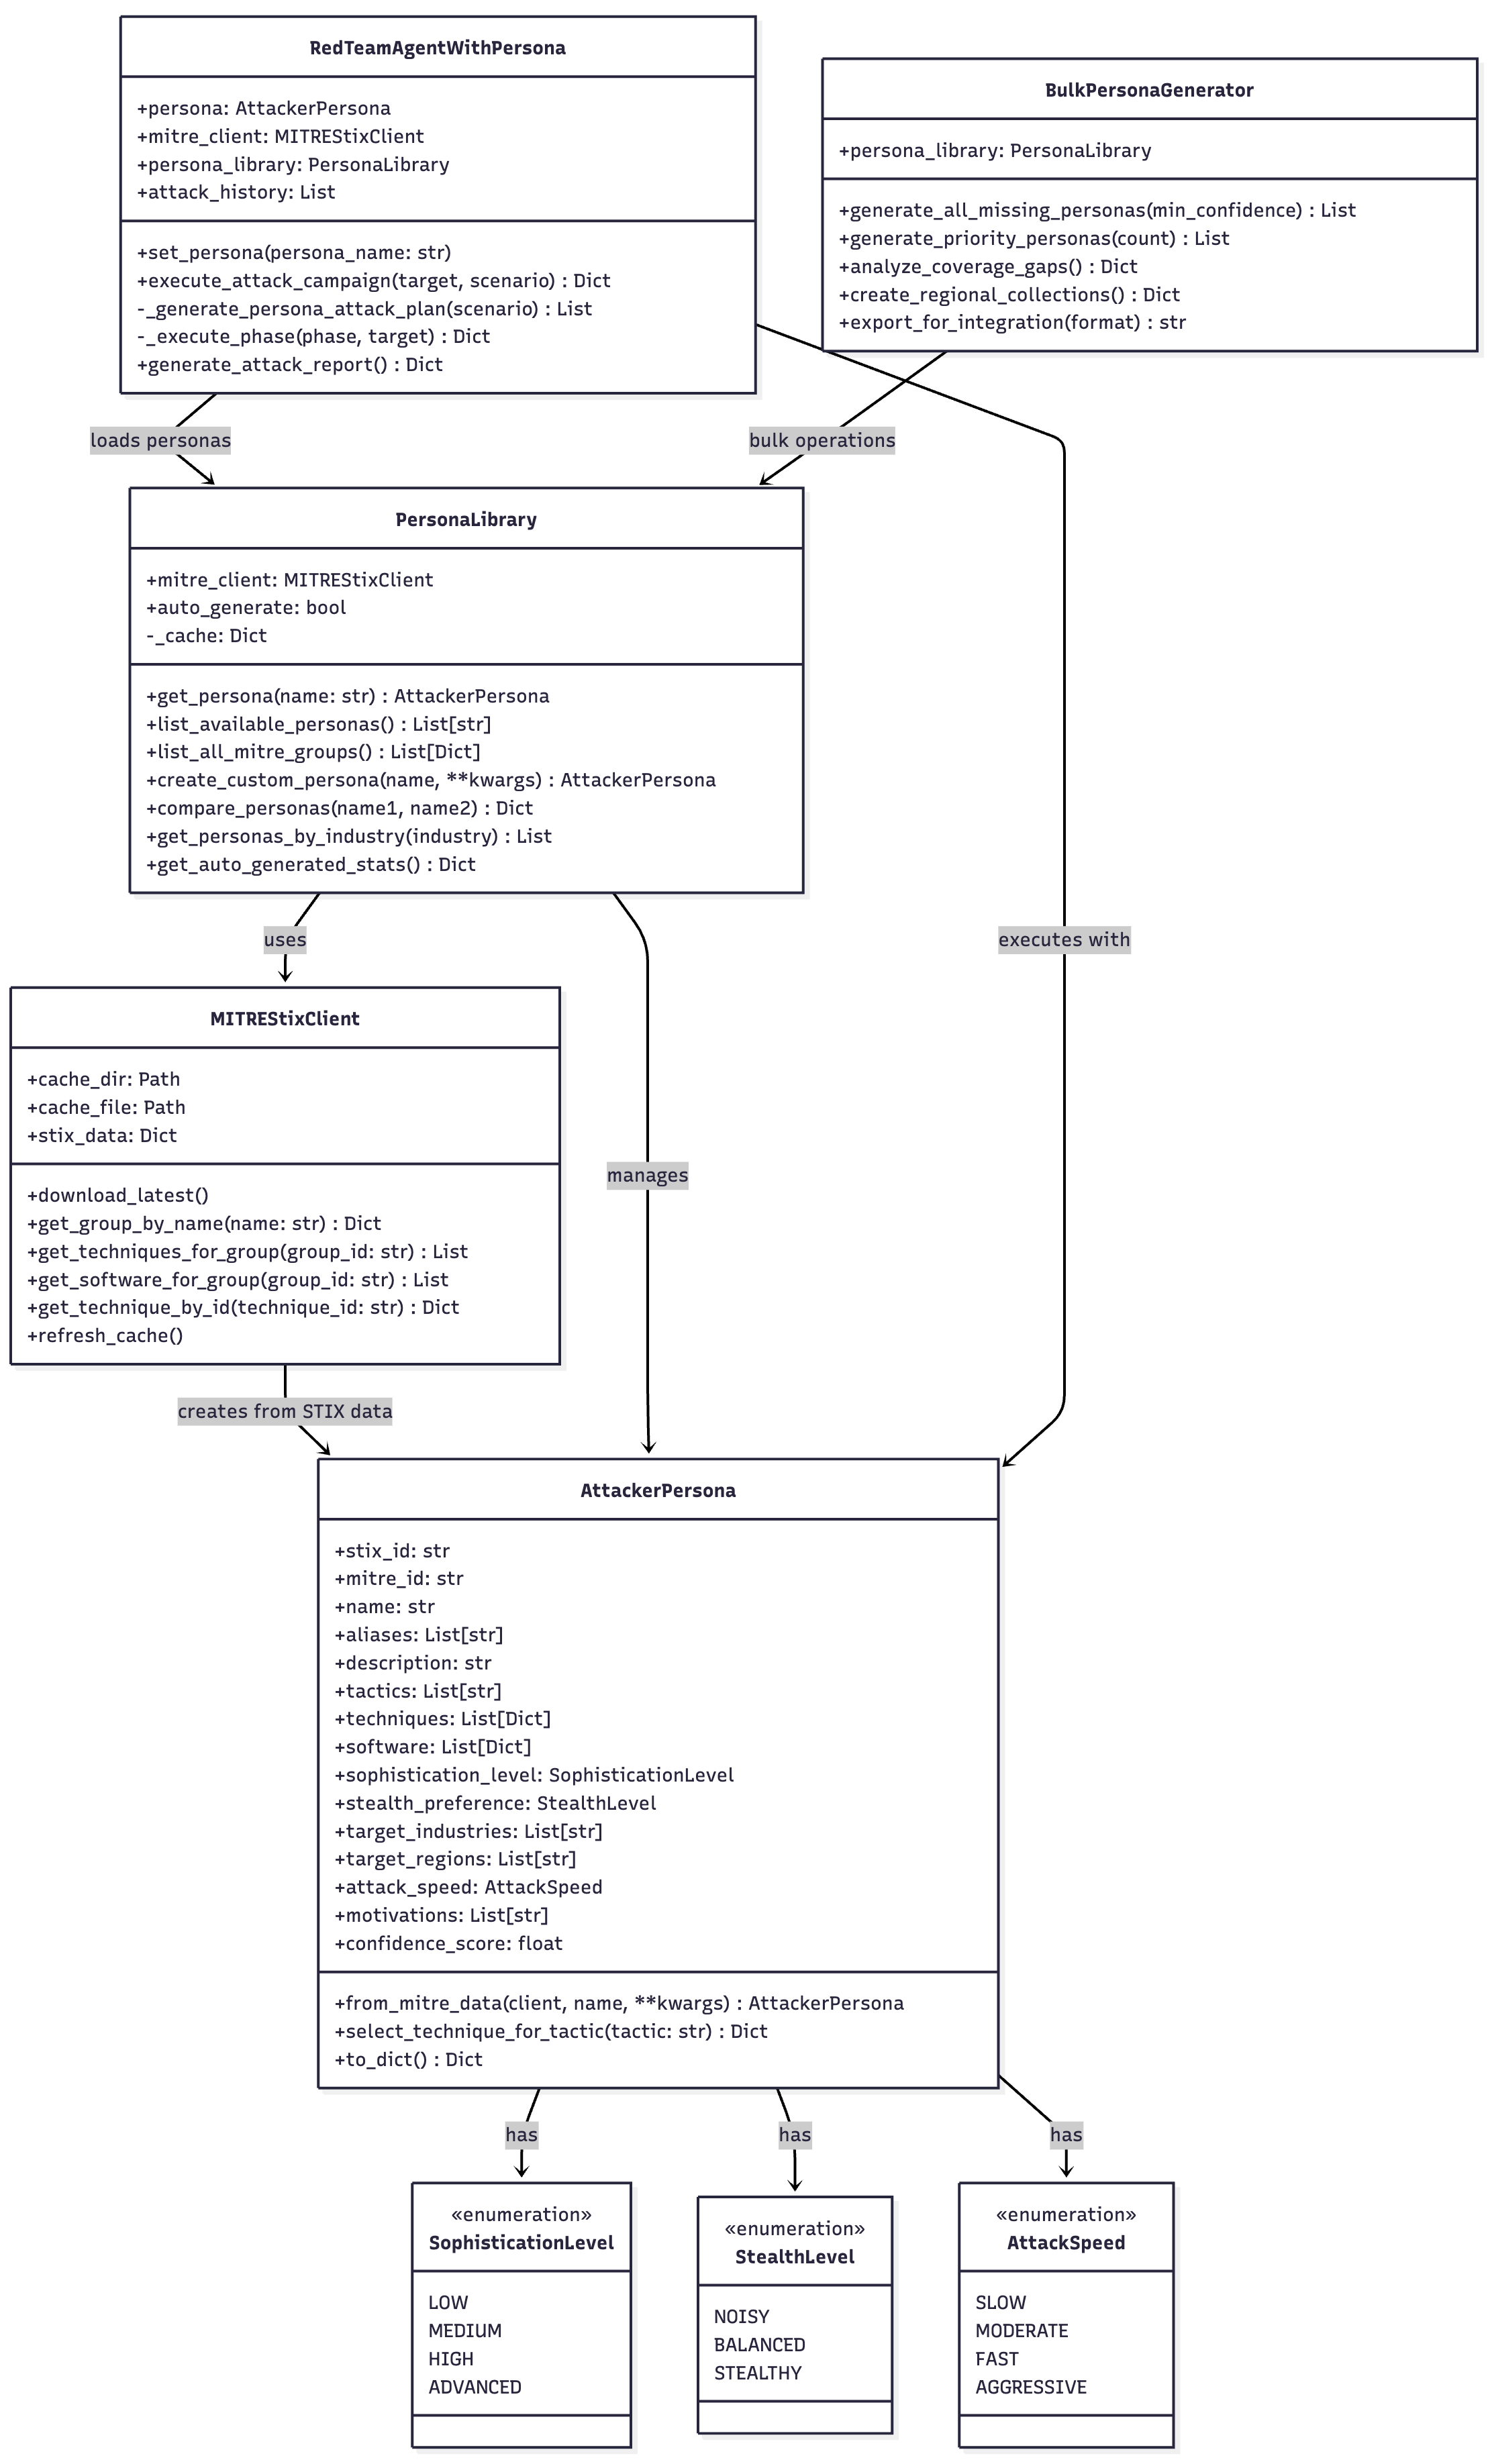 RedTeamAgentWithPersona
+persona: AttackerPersona
+mitre_client: MITREStixClient
+persona_library: PersonaLibrary
+attack_history: List
+set_persona(persona_name: str)
+execute_attack_campaign(target, scenario) : Dict
-_generate_persona_attack_plan(scenario) : List
-_execute_phase(phase, target) : Dict
+generate_attack_report() : Dict
BulkPersonaGenerator
+persona_library: PersonaLibrary
+generate_all_missing_personas(min_confidence) : List
+generate_priority_personas(count) : List
+analyze_coverage_gaps() : Dict
+create_regional_collections() : Dict
+export_for_integration(format) : str
loads personas
bulk operations
PersonaLibrary
+mitre_client: MITREStixClient
+auto_generate: bool
-_cache: Dict
+get_persona(name: str) : AttackerPersona
+list_available_personas() : List[str]
+list_all_mitre_groups() : List[Dict]
+create_custom_persona(name, **kwargs) : AttackerPersona
+compare_personas(name1, name2) : Dict
+get_personas_by_industry(industry) : List
+get_auto_generated_stats() : Dict
uses
executes with
MITREStixClient
+cache_dir: Path
+cache_file: Path
+stix_data: Dict
+download_latest()
+get_group_by_name(name: str) : Dict
+get_techniques_for_group(group_id: str) : List
+get_software_for_group(group_id: str) : List
+get_technique_by_id(technique_id: str) : Dict
+refresh_cache()
manages
creates from STIX data
AttackerPersona
+stix_id: str
+mitre_id: str
+name: str
+aliases: List[str]
+description: str
+tactics: List[str]
+techniques: List[Dict]
+software: List[Dict]
+sophistication_level: SophisticationLevel
+stealth_preference: StealthLevel
+target_industries: List[str]
+target_regions: List[str]
+attack_speed: AttackSpeed
+motivations: List[str]
+confidence_score: float
+from_mitre_data(client, name, **kwargs) : AttackerPersona
+select_technique_for_tactic(tactic: str) : Dict
+to_dict() : Dict
has
has
has
«enumeration»
SophisticationLevel
LOW
MEDIUM
HIGH
ADVANCED
«enumeration»
StealthLevel
NOISY
BALANCED
STEALTHY
«enumeration»
AttackSpeed
SLOW
MODERATE
FAST
AGGRESSIVE